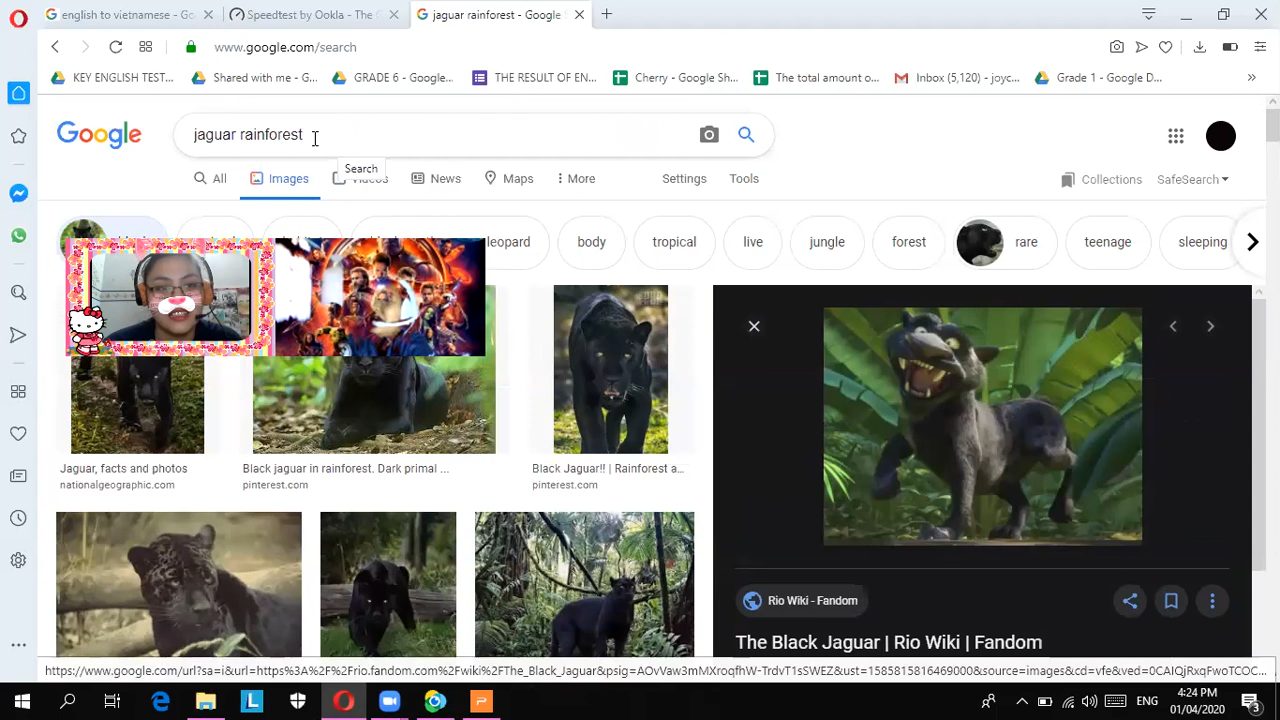 english to vietnamese - Goo
Speedtest by Ookla - The
jaguar rainforest - Google
www.google.com/search
KEY ENGLISH TEST...
Shared with me - G...
GRADE 6 - Google...
THE RESULT OF EN...
Cherry - Google Sh...
The total amount o...
Inbox (5,120) - joyc...
Grade 1 - Google D...
Google
jaguar rainforest
Search
All
Images
Videos
News
Maps
More
Settings
Tools
Collections
SafeSearch
leopard
body
tropical
live
jungle
forest
rare
teenage
sleeping
Jaguar, facts and photos
nationalgeographic.com
Black jaguar in rainforest. Dark primal ...
pinterest.com
Black Jaguar!! | Rainforest a...
pinterest.com
Rio Wiki - Fandom
The Black Jaguar | Rio Wiki | Fandom
https://www.google.com/url?sa=i&url=https%3A%2F%2Frio.fandom.com%2Fwiki%2FThe_Black_Jaguar&psig=AOvVaw3mMXroqfhW-TrdvT1sSWEZ&ust=1585815816469000&source=images&cd=vfe&ved=0CAIQjRxqFwoTCOC...
ENG
4:24 PM
01/04/2020
3